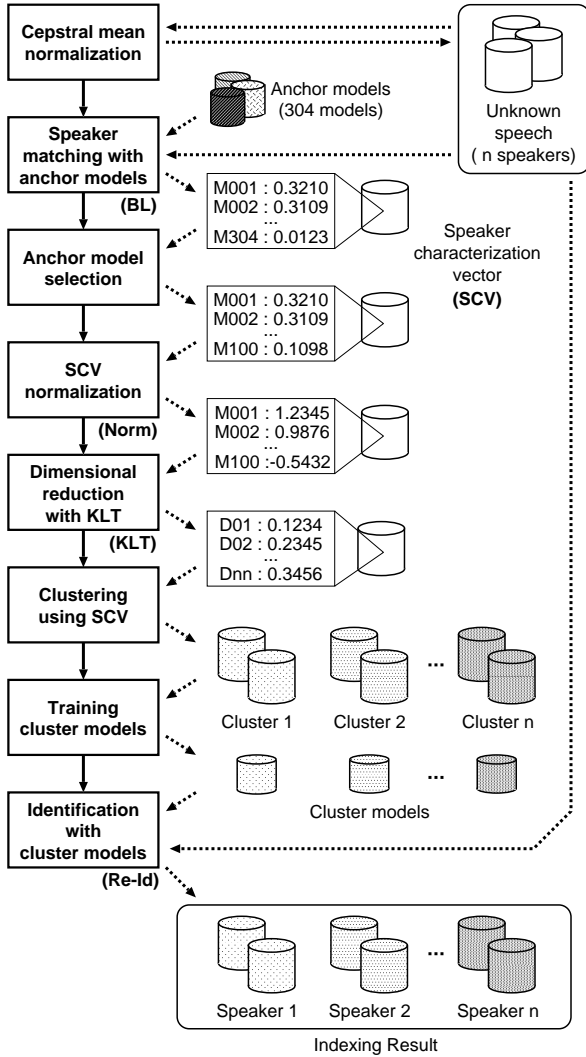 Cepstral mean
normalization
Anchor models
(304 models)
Unknown
speech
( n speakers)
Speaker
matching with
anchor models
(BL)
M001 : 0.3210
M002 : 0.3109
...
M304 : 0.0123
Speaker
characterization
vector
(SCV)
Anchor model
selection
M001 : 0.3210
M002 : 0.3109
...
M100 : 0.1098
SCV
normalization
(Norm)
M001 : 1.2345
M002 : 0.9876
...
M100 :-0.5432
Dimensional
reduction
with KLT
(KLT)
D01 : 0.1234
D02 : 0.2345
...
Dnn : 0.3456
Clustering
using SCV
...
Cluster 1 Cluster 2 Cluster n
Training
cluster models
...
Cluster models
Identification
with
cluster models
(Re-Id)
...
Speaker 1 Speaker 2 Speaker n
Indexing Result